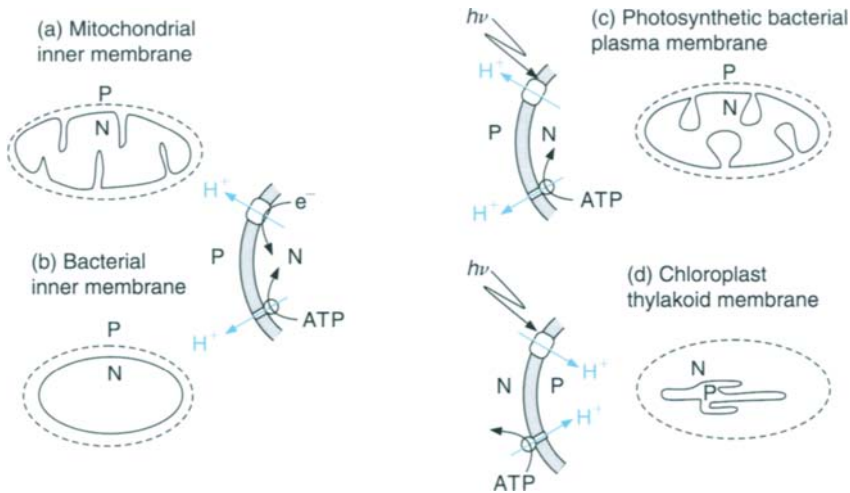 (a) Mitochondrial
inner membrane
P
N
H⁺
e⁻
P
N
ATP
H⁺
(b) Bacterial
inner membrane
P
N
(c) Photosynthetic bacterial
plasma membrane
hν
H⁺
P
N
H⁺
ATP
P
N
(d) Chloroplast
thylakoid membrane
hν
H⁺
N
P
H⁺
ATP
N
P